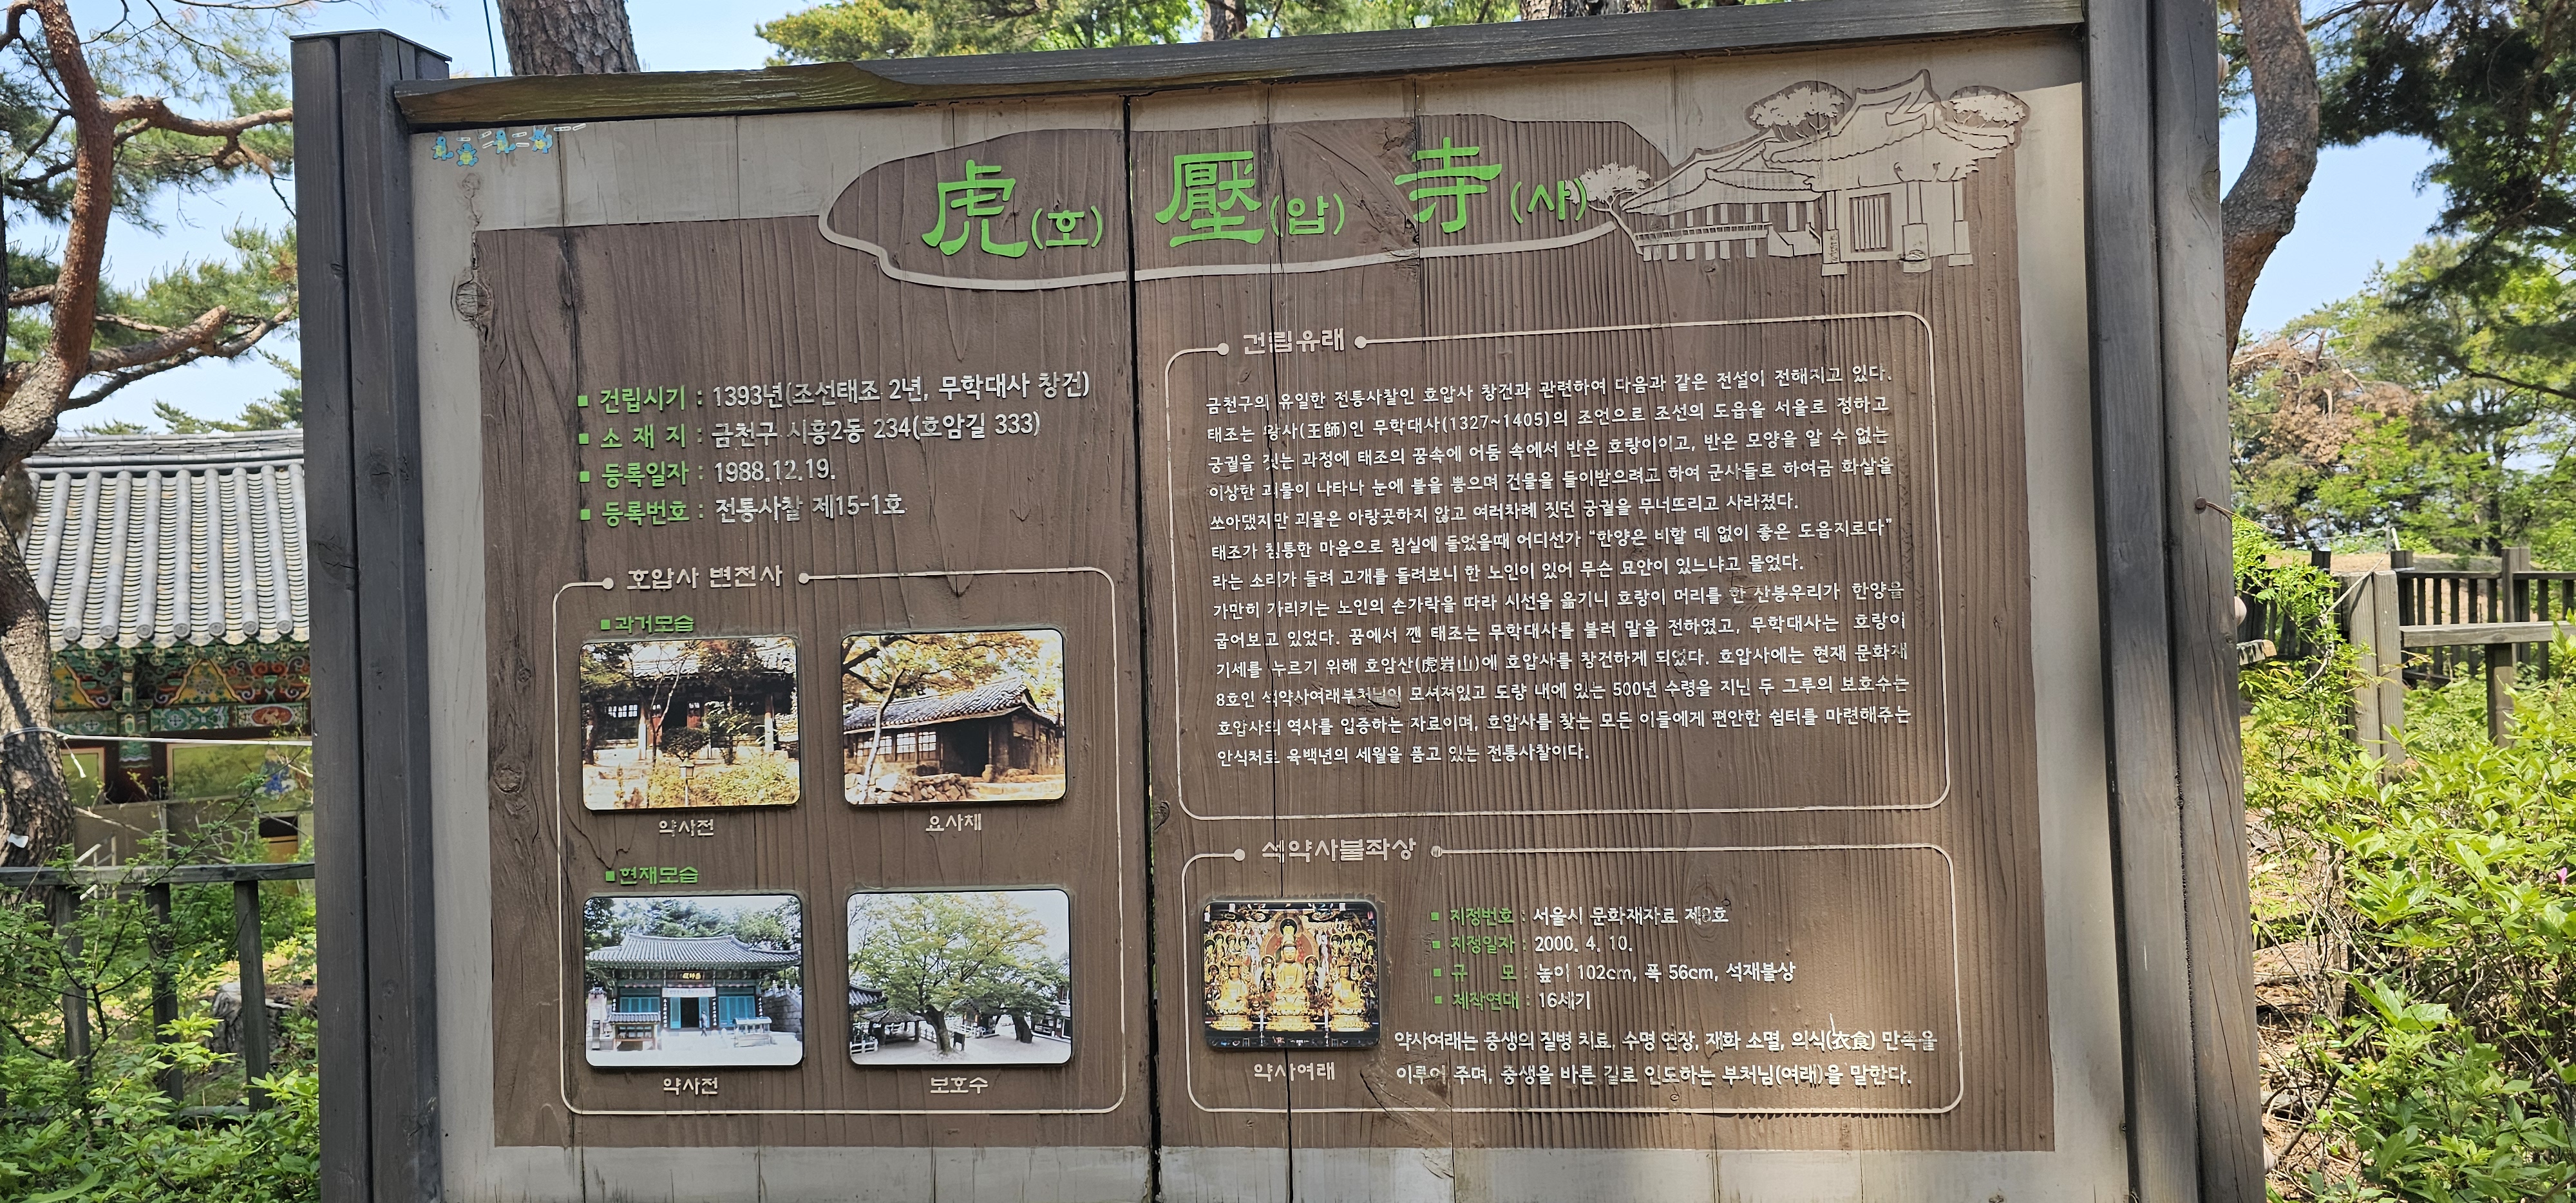 虎(호) 壓(압) 寺(사)
■ 건립시기 : 1393년(조선태조 2년, 무학대사 창건)
■ 소 재 지 : 금천구 시흥2동 234(호암길 333)
■ 등록일자 : 1988.12.19.
■ 등록번호 : 전통사찰 제15-1호
호압사 변천사
■과거모습
약사전
요사채
■현재모습
약사전
보호수
건립유래
금천구의 유일한 전통사찰인 호압사 창건과 관련하여 다음과 같은 전설이 전해지고 있다.
태조는 왕사(王師)인 무학대사(1327~1405)의 조언으로 조선의 도읍을 서울로 정하고
궁궐을 짓는 과정에 태조의 꿈속에 어둠 속에서 반은 호랑이이고, 반은 모양을 알 수 없는
이상한 괴물이 나타나 눈에 불을 뿜으며 건물을 들이받으려고 하여 군사들로 하여금 화살을
쏘아댔지만 괴물은 아랑곳하지 않고 여러차례 짓던 궁궐을 무너뜨리고 사라졌다.
태조가 침통한 마음으로 침실에 들었을때 어디선가 “한양은 비할 데 없이 좋은 도읍지로다”
라는 소리가 들려 고개를 돌려보니 한 노인이 있어 무슨 묘안이 있느냐고 물었다.
가만히 가리키는 노인의 손가락을 따라 시선을 옮기니 호랑이 머리를 한 산봉우리가 한양을
굽어보고 있었다. 꿈에서 깬 태조는 무학대사를 불러 말을 전하였고, 무학대사는 호랑이
기세를 누르기 위해 호암산(虎岩山)에 호압사를 창건하게 되었다. 호압사에는 현재 문화재
8호인 석약사여래부처님이 모셔져있고 도량 내에 있는 500년 수령을 지닌 두 그루의 보호수는
호압사의 역사를 입증하는 자료이며, 호압사를 찾는 모든 이들에게 편안한 쉼터를 마련해주는
안식처로 육백년의 세월을 품고 있는 전통사찰이다.
석약사불좌상
약사여래
■ 지정번호 : 서울시 문화재자료 제8호
■ 지정일자 : 2000. 4. 10.
■ 규 모 : 높이 102cm, 폭 56cm, 석재불상
■ 제작연대 : 16세기
약사여래는 중생의 질병 치료, 수명 연장, 재화 소멸, 의식(衣食) 만족을
이루어 주며, 중생을 바른 길로 인도하는 부처님(여래)을 말한다.